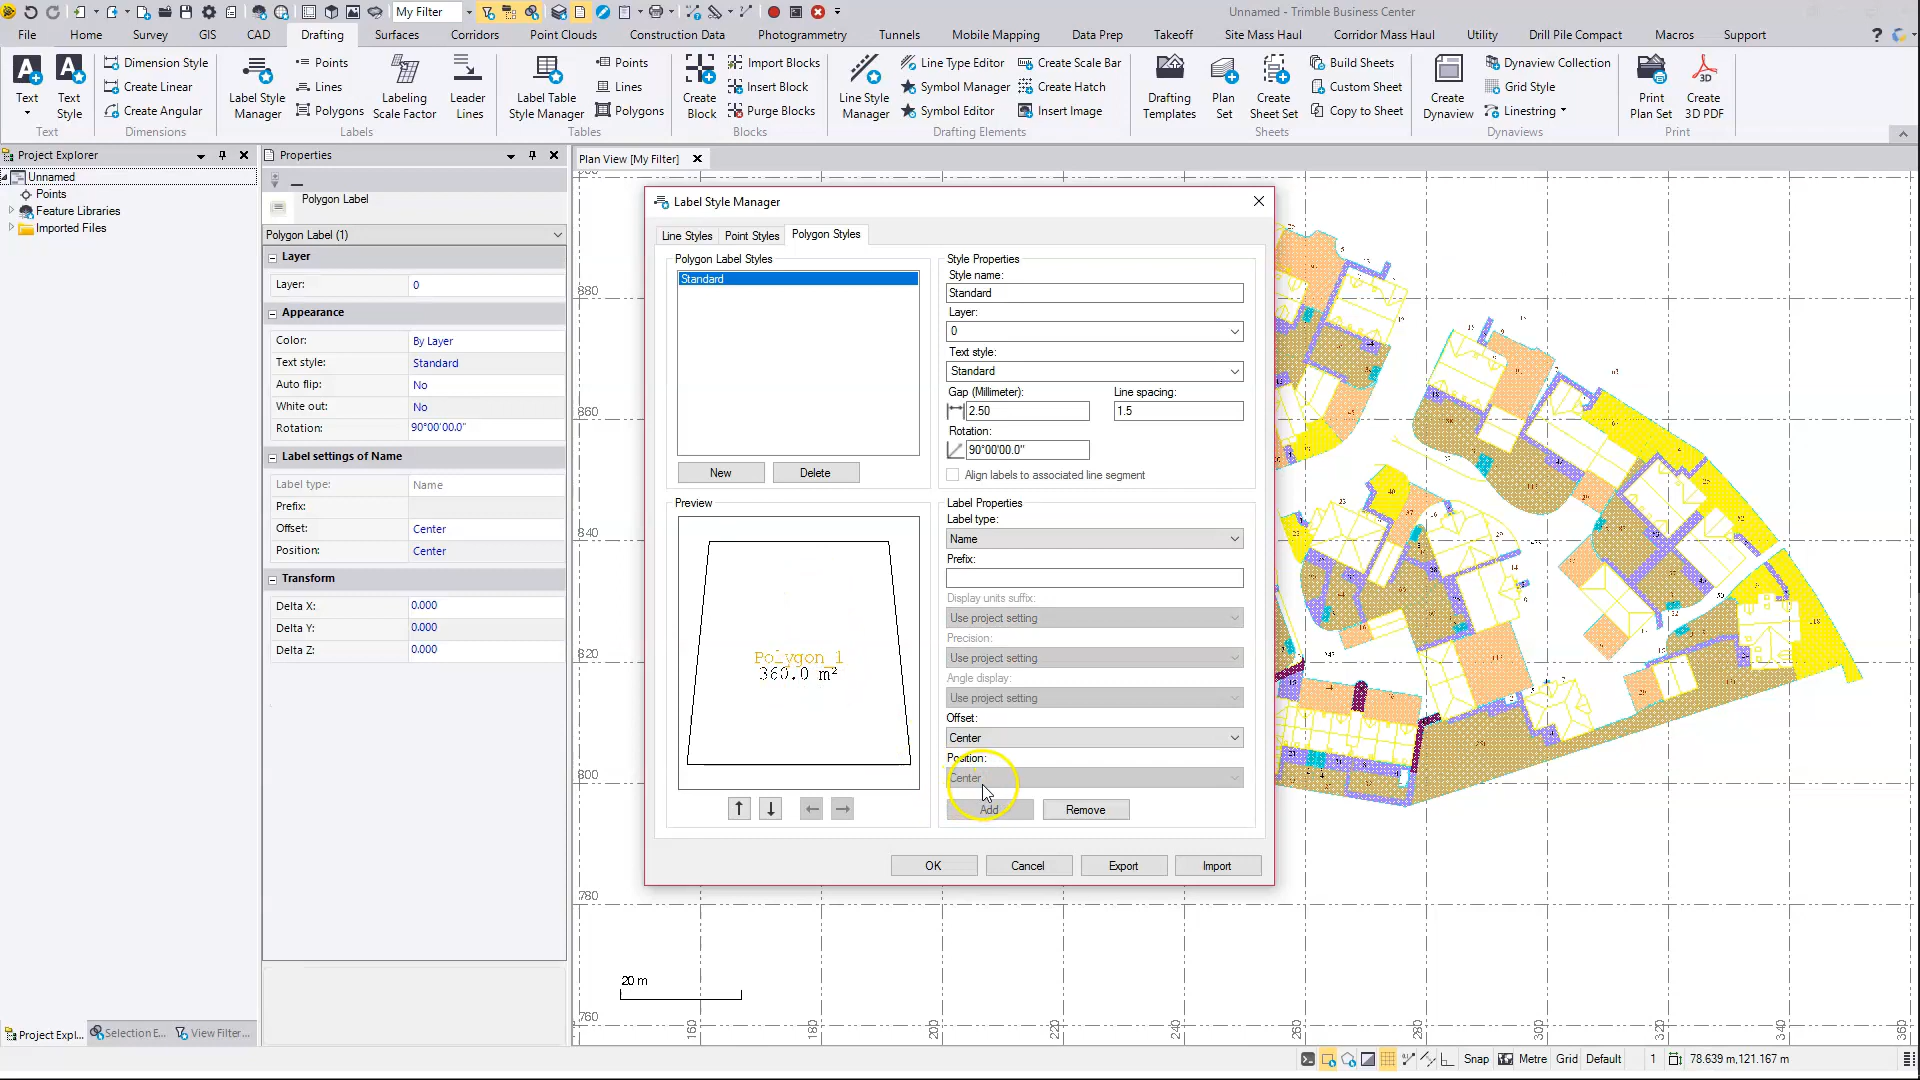 My Filter
Unnamed - Trimble Business Center
File Home Survey GIS CAD Drafting Surfaces Corridors Point Clouds Construction Data Photogrammetry Tunnels Mobile Mapping Data Prep Takeoff Site Mass Haul Corridor Mass Haul Utility Drill Pile Compact Macros Support
Text
Text Style
Text
Dimension Style
Create Linear
Create Angular
Dimensions
Label Style Manager
Points
Lines
Polygons
Labeling Scale Factor
Leader Lines
Labels
Label Table Style Manager
Points
Lines
Polygons
Tables
Create Block
Import Blocks
Insert Block
Purge Blocks
Blocks
Line Style Manager
Line Type Editor
Symbol Manager
Symbol Editor
Create Scale Bar
Create Hatch
Insert Image
Drafting Elements
Drafting Templates
Plan Set
Create Sheet Set
Build Sheets
Custom Sheet
Copy to Sheet
Sheets
Create Dynaview
Dynaview Collection
Grid Style
Linestring
Dynaviews
Print Plan Set
Create 3D PDF
Print
Project Explorer
Unnamed
Points
Feature Libraries
Imported Files
Properties
Polygon Label
Polygon Label (1)
Layer
Layer: 0
Appearance
Color: By Layer
Text style: Standard
Auto flip: No
White out: No
Rotation: 90°00'00.0"
Label settings of Name
Label type: Name
Prefix:
Offset: Center
Position: Center
Transform
Delta X: 0.000
Delta Y: 0.000
Delta Z: 0.000
Plan View [My Filter]
Label Style Manager
Line Styles Point Styles Polygon Styles
Polygon Label Styles
Standard
New Delete
Preview
Polygon_1
360.0 m²
Style Properties
Style name:
Standard
Layer:
0
Text style:
Standard
Gap (Millimeter): Line spacing:
2.50 1.5
Rotation:
90°00'00.0"
Align labels to associated line segment
Label Properties
Label type:
Name
Prefix:
Display units suffix:
Use project setting
Precision:
Use project setting
Angle display:
Use project setting
Offset:
Center
Position:
Center
Add Remove
OK Cancel Export Import
880
860
840
820
800
780
760
20 m
160 180 200 220 260 280 300 320 340 360
Project Expl... Selection E... View Filter...
Snap Metre Grid Default 1 78.639 m,121.167 m